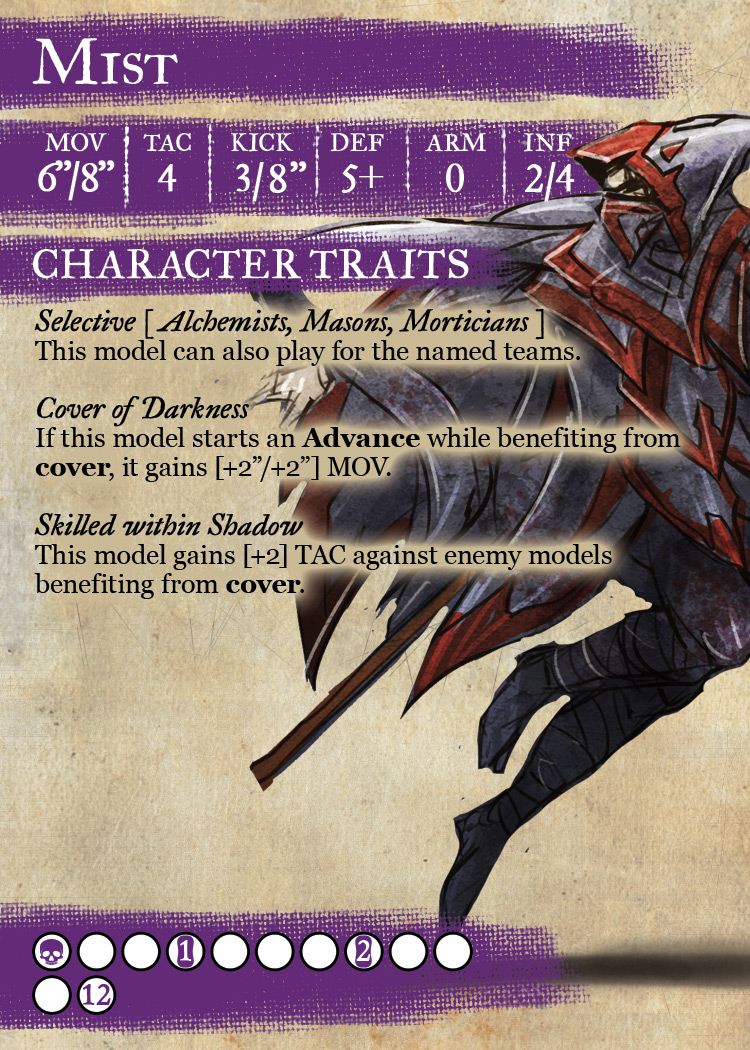 Mist
MOV TAC KICK DEF ARM INF
6”/8” 4 3/8” 5+ 0 2/4
CHARACTER TRAITS
Selective [ Alchemists, Masons, Morticians ]
This model can also play for the named teams.
Cover of Darkness
If this model starts an Advance while benefiting from
cover, it gains [+2”/+2”] MOV.
Skilled within Shadow
This model gains [+2] TAC against enemy models
benefiting from cover.
1 2
12